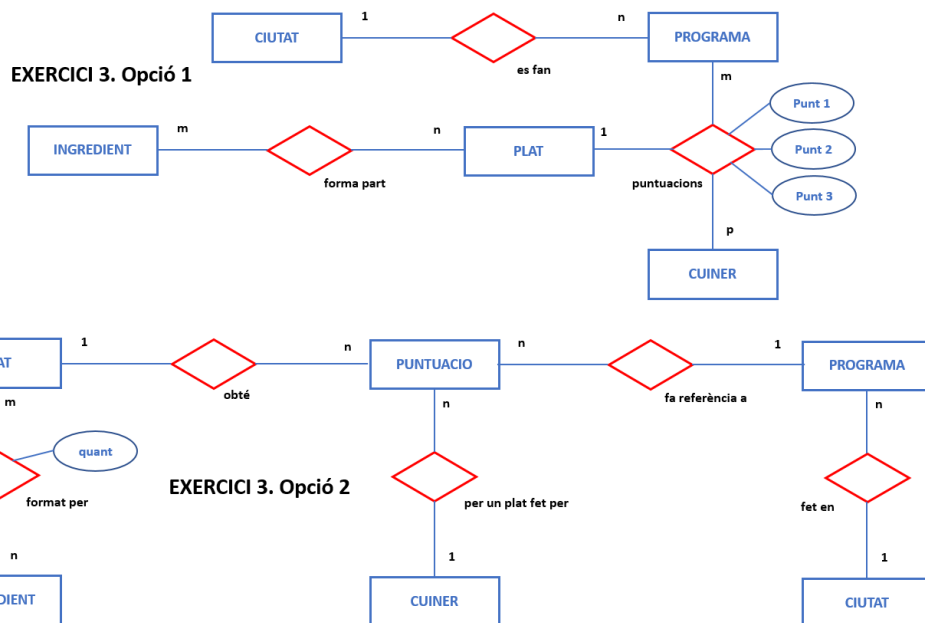 1
n
CIUTAT
PROGRAMA
es fan
EXERCICI 3. Opció 1
m
Punt 1
m
n
1
INGREDIENT
PLAT
Punt 2
forma part
puntuacions
Punt 3
p
CUINER
1
n
n
1
AT
PUNTUACIO
PROGRAMA
obté
fa referència a
m
n
n
quant
EXERCICI 3. Opció 2
format per
per un plat fet per
fet en
n
1
1
DIENT
CUINER
CIUTAT